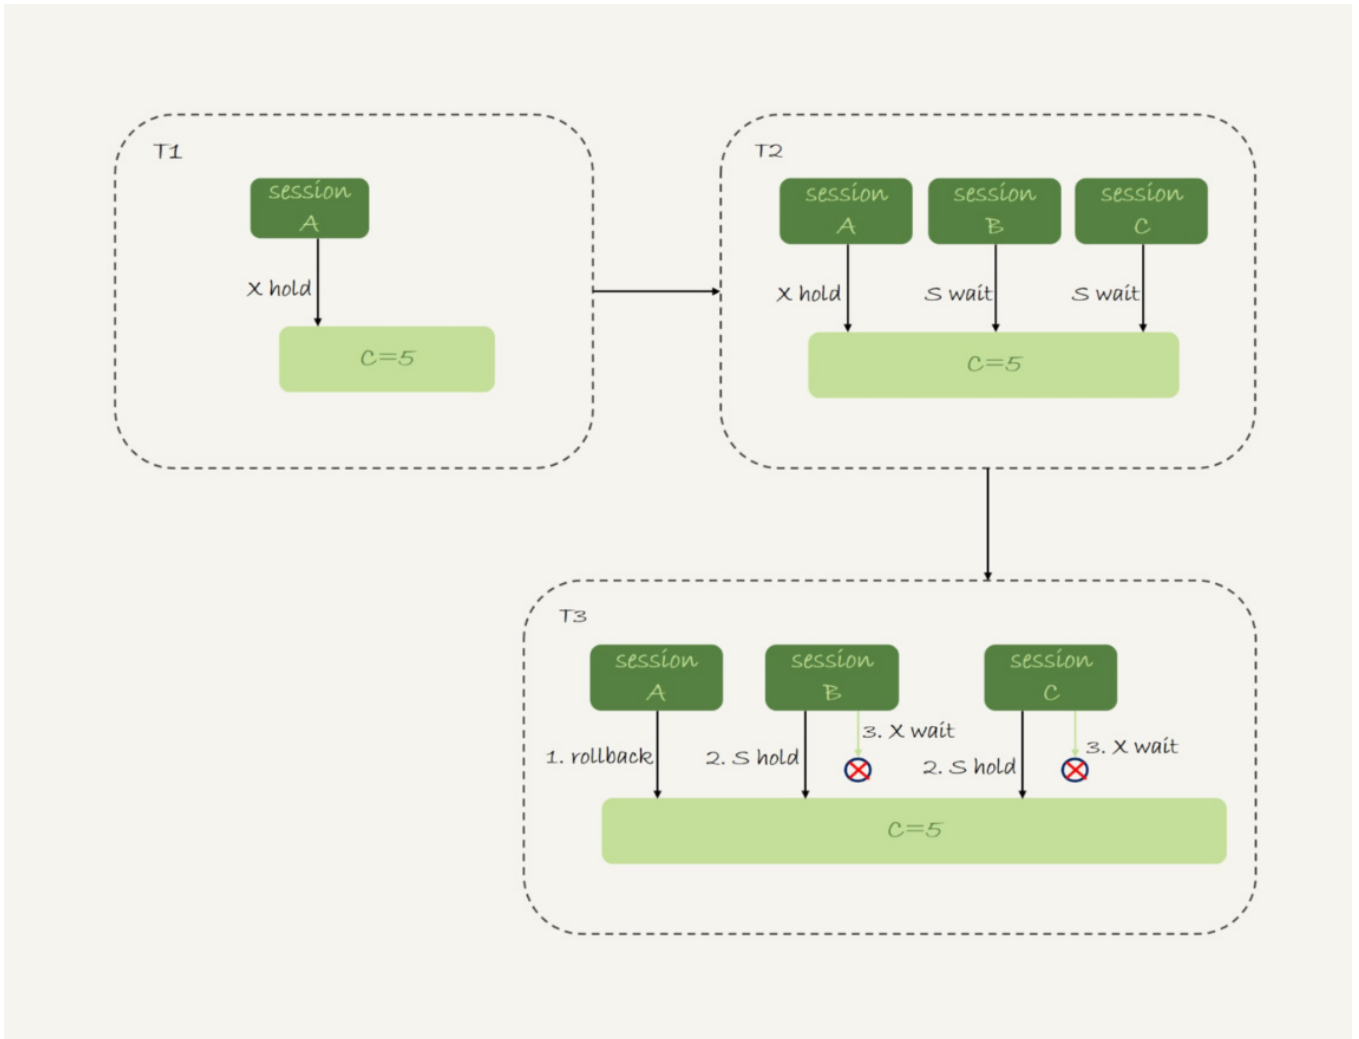 T1
session
A
X hold
C=5
T2
session
A
session
B
session
C
X hold
S wait
S wait
C=5
T3
session
A
session
B
session
C
1. rollback
2. S hold
3. X wait
2. S hold
3. X wait
C=5